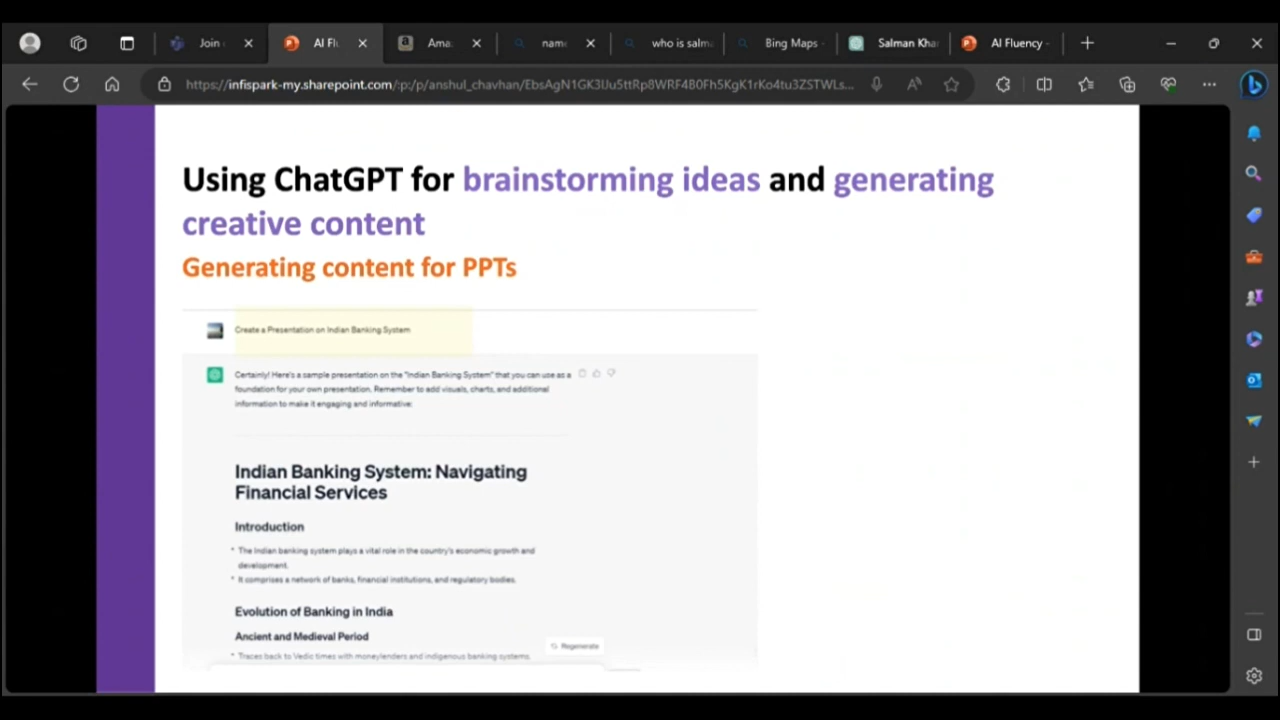 Join
AI Fl
Ama
name
who is salm
Bing Maps
Salman Kha
AI Fluency -
infispark-my.sharepoint.com
Using ChatGPT for brainstorming ideas and generating
creative content
Generating content for PPTs
Create a Presentation on Indian Banking System
Certainly! Here's a sample presentation on the "Indian Banking System" that you can use as a
foundation for your own presentation. Remember to add visuals, charts, and additional
information to make it engaging and informative:
Indian Banking System: Navigating
Financial Services
Introduction
* The Indian banking system plays a vital role in the country's economic growth and
development.
* It comprises a network of banks, financial institutions, and regulatory bodies.
Evolution of Banking in India
Ancient and Medieval Period
Regenerate
* Traces back to Vedic times with moneylenders and indigenous banking systems.